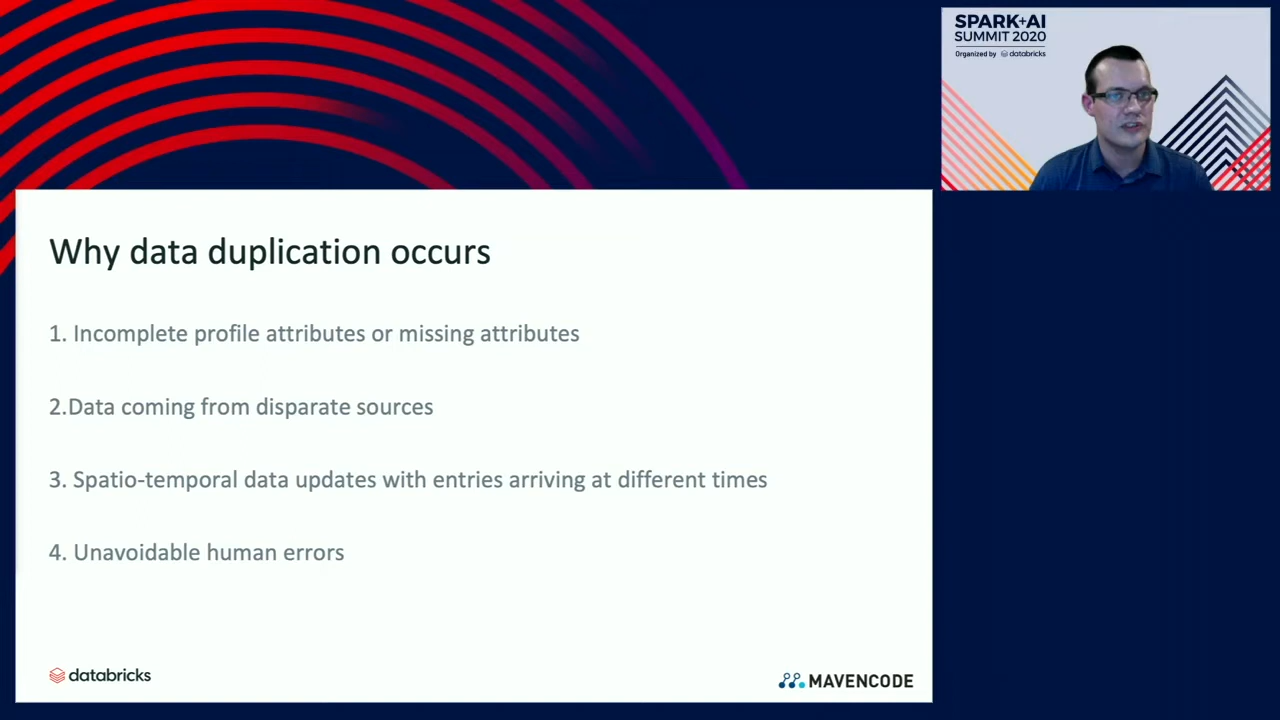 SPARK+AI
SUMMIT 2020
Organized by databricks
Why data duplication occurs
1. Incomplete profile attributes or missing attributes
2.Data coming from disparate sources
3. Spatio-temporal data updates with entries arriving at different times
4. Unavoidable human errors
databricks
MAVENCODE